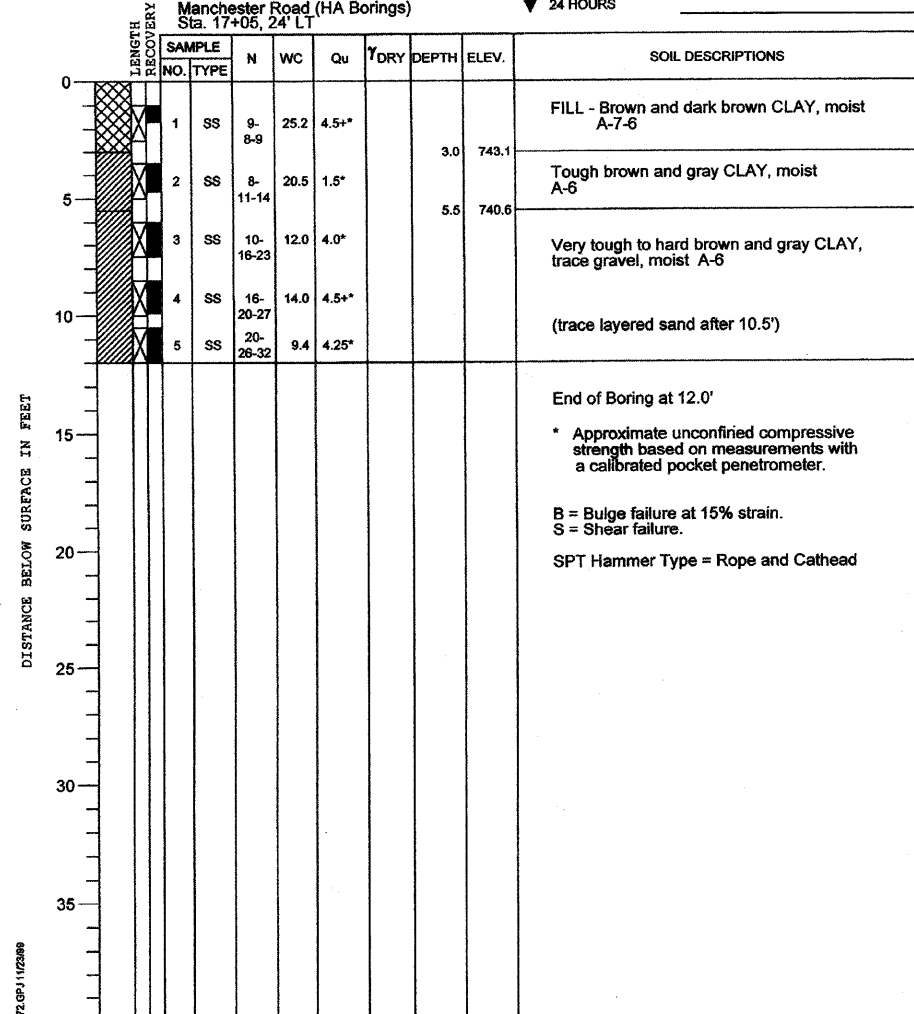 Manchester Road (HA Borings)
Sta. 17+05, 24' LT
▼ 24 HOURS
LENGTH
RECOVERY
SAMPLE
NO. TYPE N WC Qu γDRY DEPTH ELEV. SOIL DESCRIPTIONS
0
FILL - Brown and dark brown CLAY, moist
A-7-6
1 SS 9- 25.2 4.5+*
8-9
3.0 743.1
Tough brown and gray CLAY, moist
A-6
2 SS 8- 20.5 1.5*
11-14
5
5.5 740.6
3 SS 10- 12.0 4.0*
16-23
Very tough to hard brown and gray CLAY,
trace gravel, moist A-6
4 SS 16- 14.0 4.5+*
20-27
10
(trace layered sand after 10.5')
5 SS 20- 9.4 4.25*
26-32
End of Boring at 12.0'
15
* Approximate unconfined compressive
strength based on measurements with
a calibrated pocket penetrometer.
B = Bulge failure at 15% strain.
S = Shear failure.
20
SPT Hammer Type = Rope and Cathead
25
30
35
DISTANCE BELOW SURFACE IN FEET
72.GPJ 11/23/99